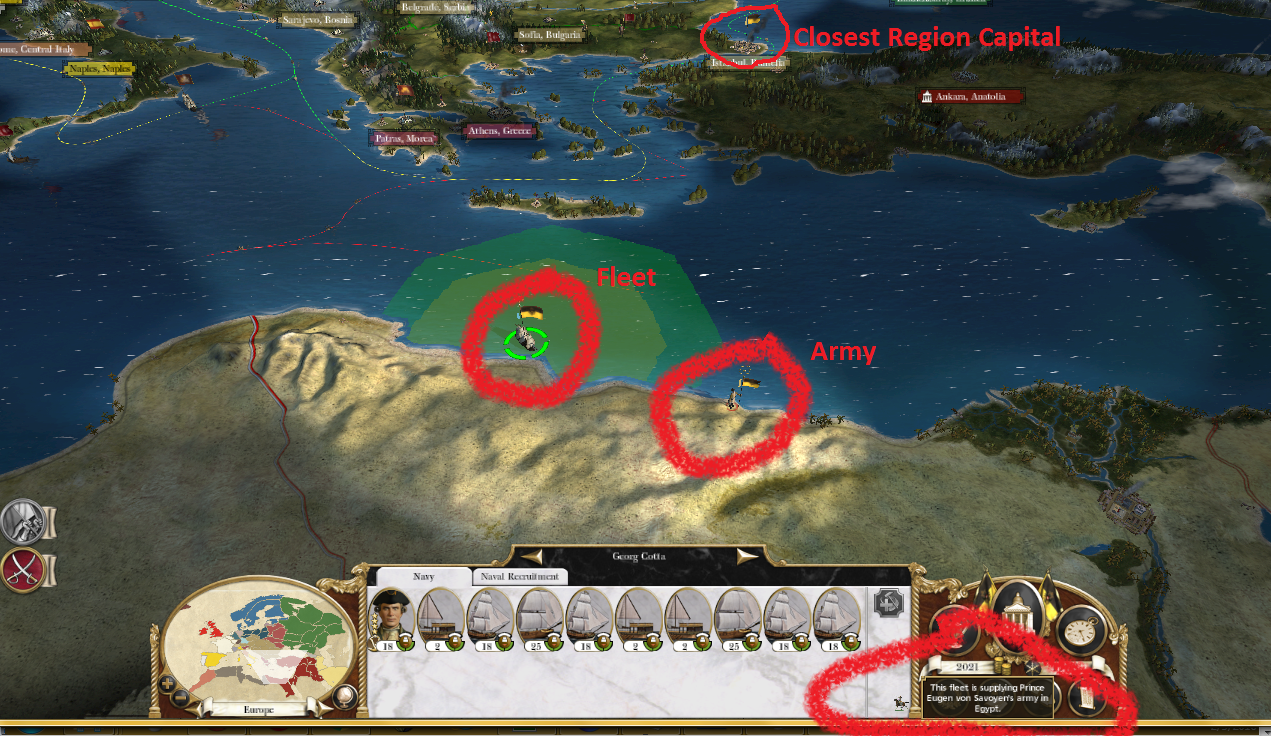 Belgrade, Serbia
Sarajevo, Bosnia
Closest Region Capital
Sofia, Bulgaria
Central Italy
Naples, Naples
Ankara, Anatolia
Athens, Greece
Patras, Morea
Fleet
Army
Georg Cotta
Navy
Naval Recruitment
18
2
18
25
18
2
2
25
18
18
2021
This fleet is supplying Prince
Eugen von Savoyen's army in
Egypt.
Europe